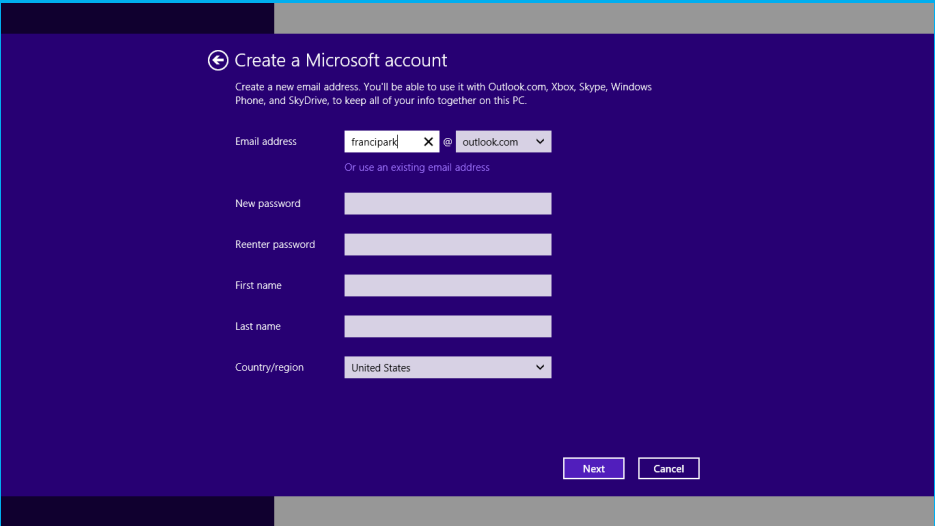 Create a Microsoft account
Create a new email address. You'll be able to use it with Outlook.com, Xbox, Skype, Windows
Phone, and SkyDrive, to keep all of your info together on this PC.
Email address francipark @ outlook.com
Or use an existing email address
New password
Reenter password
First name
Last name
Country/region United States
Next Cancel